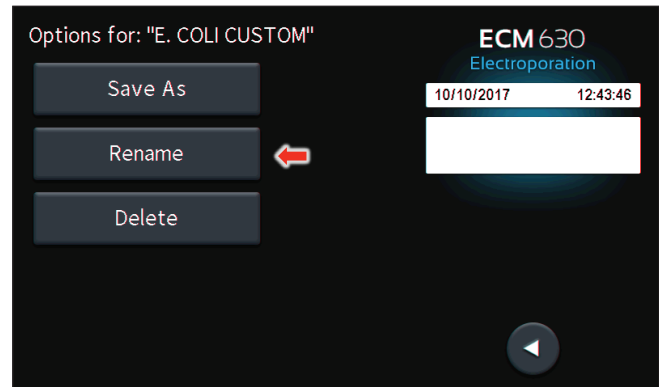 Options for: "E. COLI CUSTOM"
Save As
Rename
Delete
ECM 630
Electroporation
10/10/2017 12:43:46